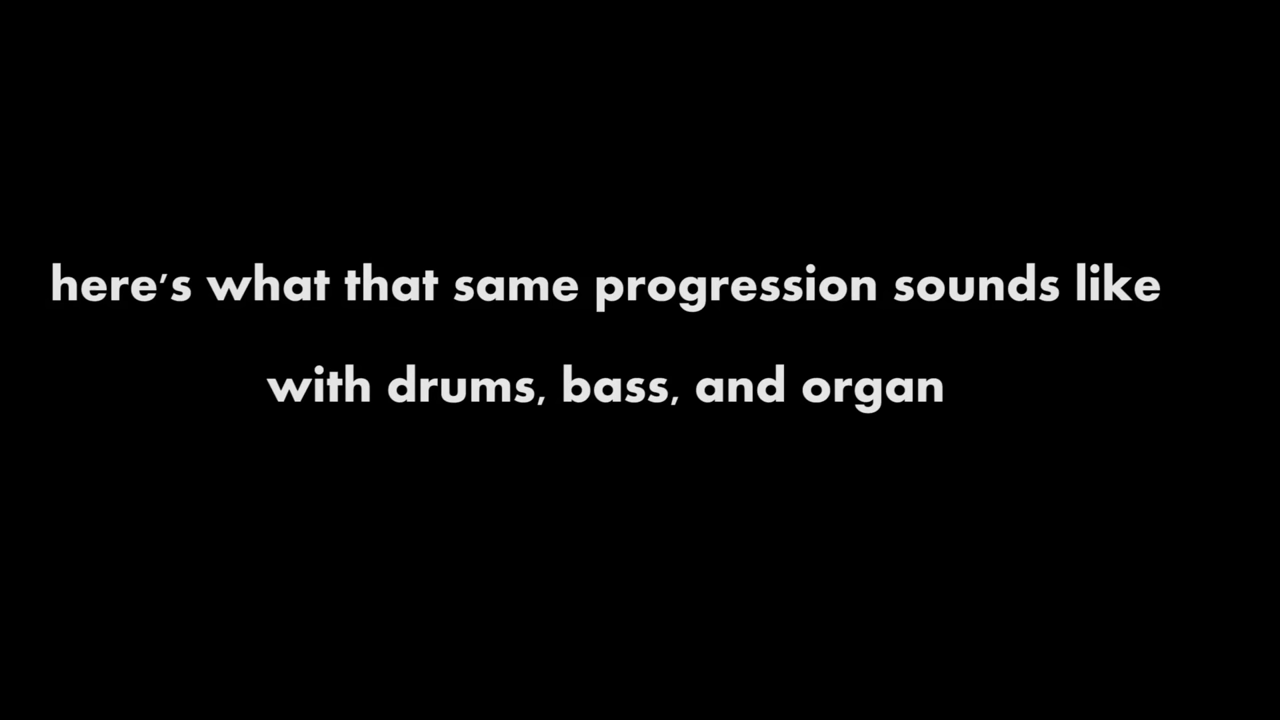 here's what that same progression sounds like
with drums, bass, and organ